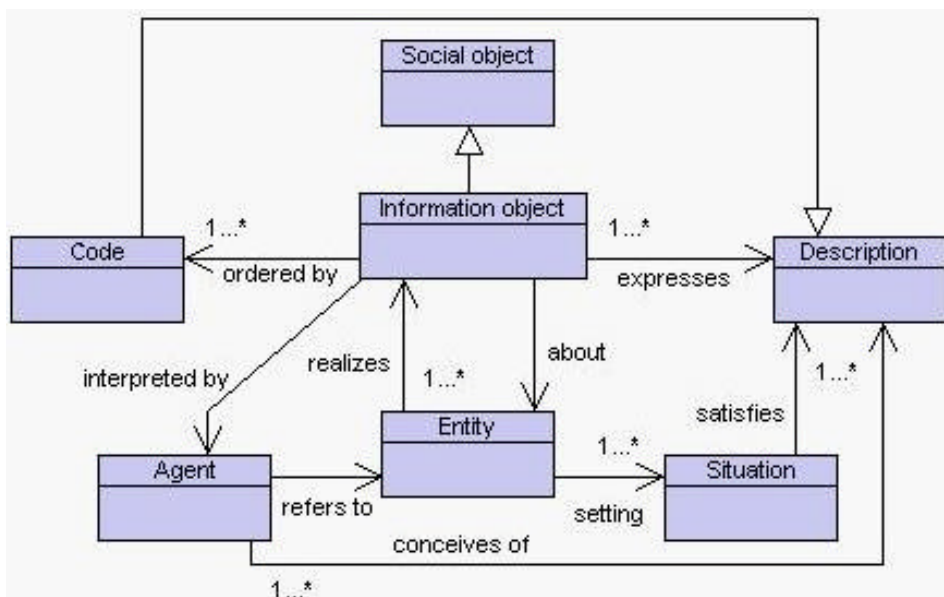 Social object
Information object
1...*
1...*
Code
Description
ordered by
expresses
realizes
about
interpreted by
1...*
1...*
satisfies
Entity
1...*
Agent
Situation
refers to
setting
conceives of
1...*